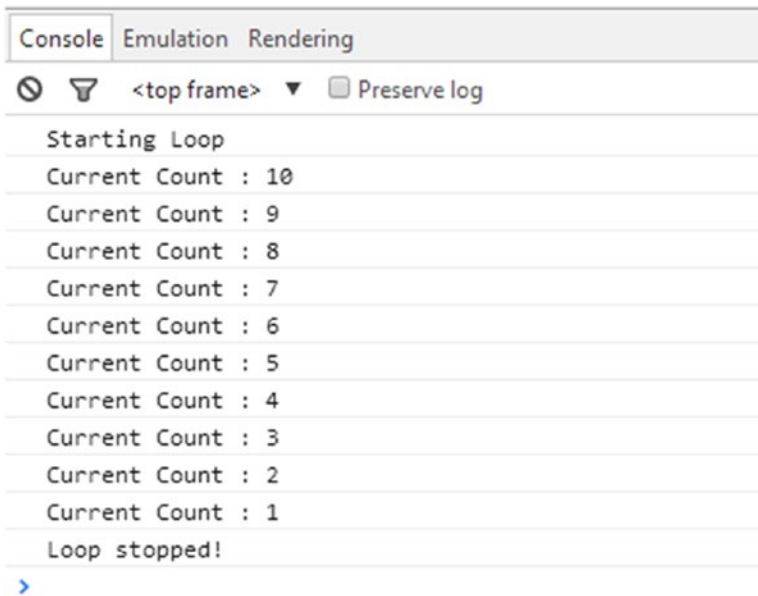 Console Emulation Rendering
<top frame> ▼ Preserve log
Starting Loop
Current Count : 10
Current Count : 9
Current Count : 8
Current Count : 7
Current Count : 6
Current Count : 5
Current Count : 4
Current Count : 3
Current Count : 2
Current Count : 1
Loop stopped!
>